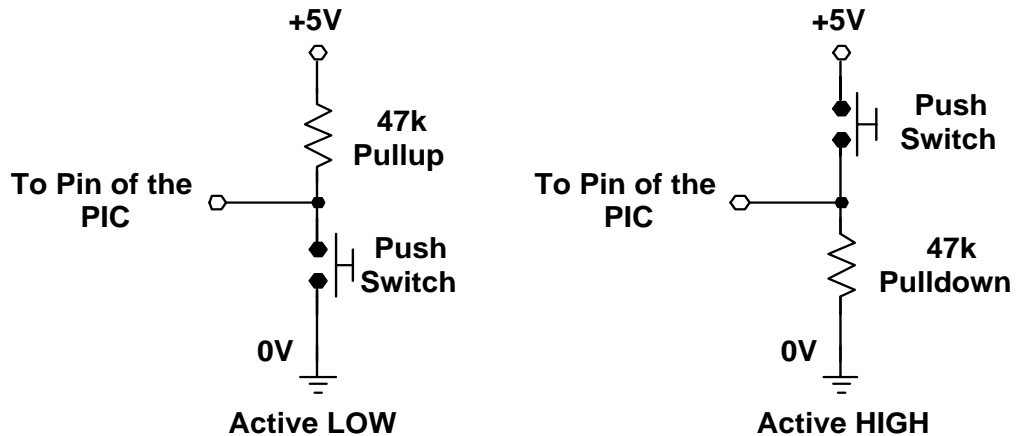 +5V
47k
Pullup
To Pin of the
PIC
Push
Switch
0V
Active LOW
+5V
Push
Switch
To Pin of the
PIC
47k
Pulldown
0V
Active HIGH